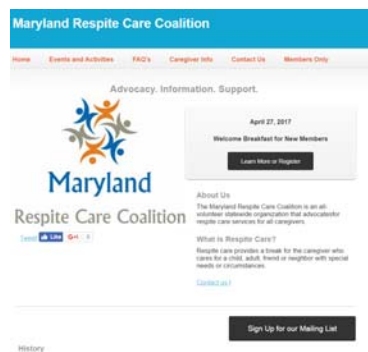 Maryland Respite Care Coalition
Home Events and Activities FAQ's Caregiver Info Contact Us Members Only
Advocacy. Information. Support.
Maryland
Respite Care Coalition
Tweet Like G+1 0
April 27, 2017
Welcome Breakfast for New Members
Learn More or Register
About Us
The Maryland Respite Care Coalition is an all-
volunteer statewide organization that advocatesfor
respite care services for all caregivers.
What is Respite Care?
Respite care provides a break for the caregiver who
cares for a child, adult, friend or neighbor with special
needs or circumstances.
Contact us !
Sign Up for our Mailing List
History